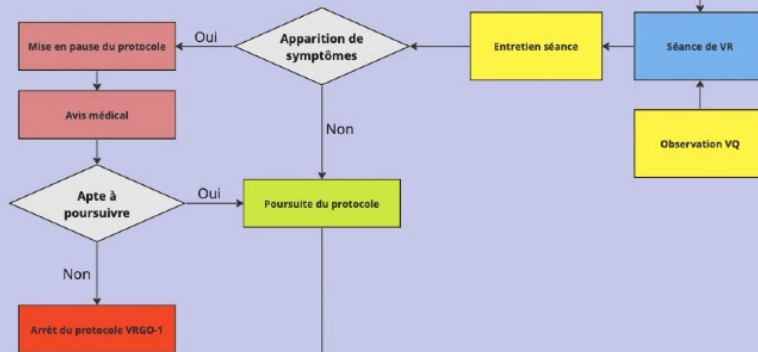 Mise en pause du protocole
Oui
Apparition de
symptômes
Entretien séance
Séance de VR
Avis médical
Non
Observation VQ
Apte à
poursuivre
Oui
Poursuite du protocole
Non
Arrêt du protocole VRGO-1